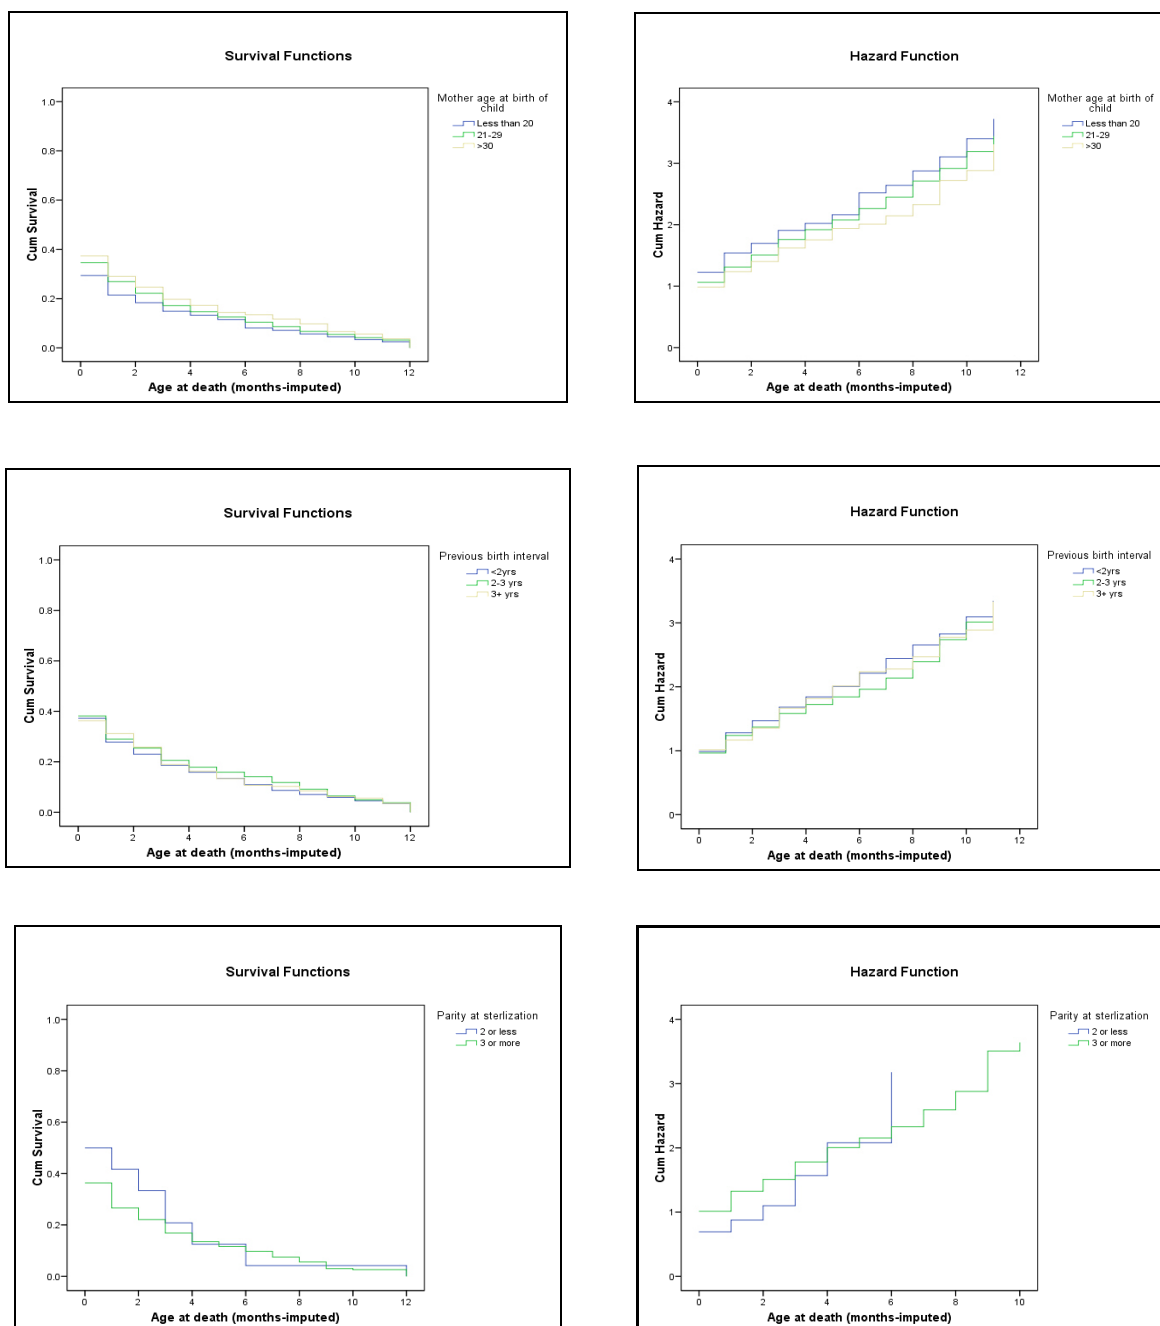 Survival Functions
Mother age at birth of
child
Less than 20
21-29
>30
Cum Survival
1.0
0.8
0.6
0.4
0.2
0.0
0 2 4 6 8 10 12
Age at death (months-imputed)
Hazard Function
Mother age at birth of
child
Less than 20
21-29
>30
Cum Hazard
4
3
2
1
0
0 2 4 6 8 10 12
Age at death (months-imputed)
Survival Functions
Previous birth interval
<2yrs
2-3 yrs
3+ yrs
Cum Survival
1.0
0.8
0.6
0.4
0.2
0.0
0 2 4 6 8 10 12
Age at death (months-imputed)
Hazard Function
Previous birth interval
<2yrs
2-3 yrs
3+ yrs
Cum Hazard
4
3
2
1
0
0 2 4 6 8 10 12
Age at death (months-imputed)
Survival Functions
Parity at sterlization
2 or less
3 or more
Cum Survival
1.0
0.8
0.6
0.4
0.2
0.0
0 2 4 6 8 10 12
Age at death (months-imputed)
Hazard Function
Parity at sterlization
2 or less
3 or more
Cum Hazard
4
3
2
1
0
0 2 4 6 8 10
Age at death (months-imputed)